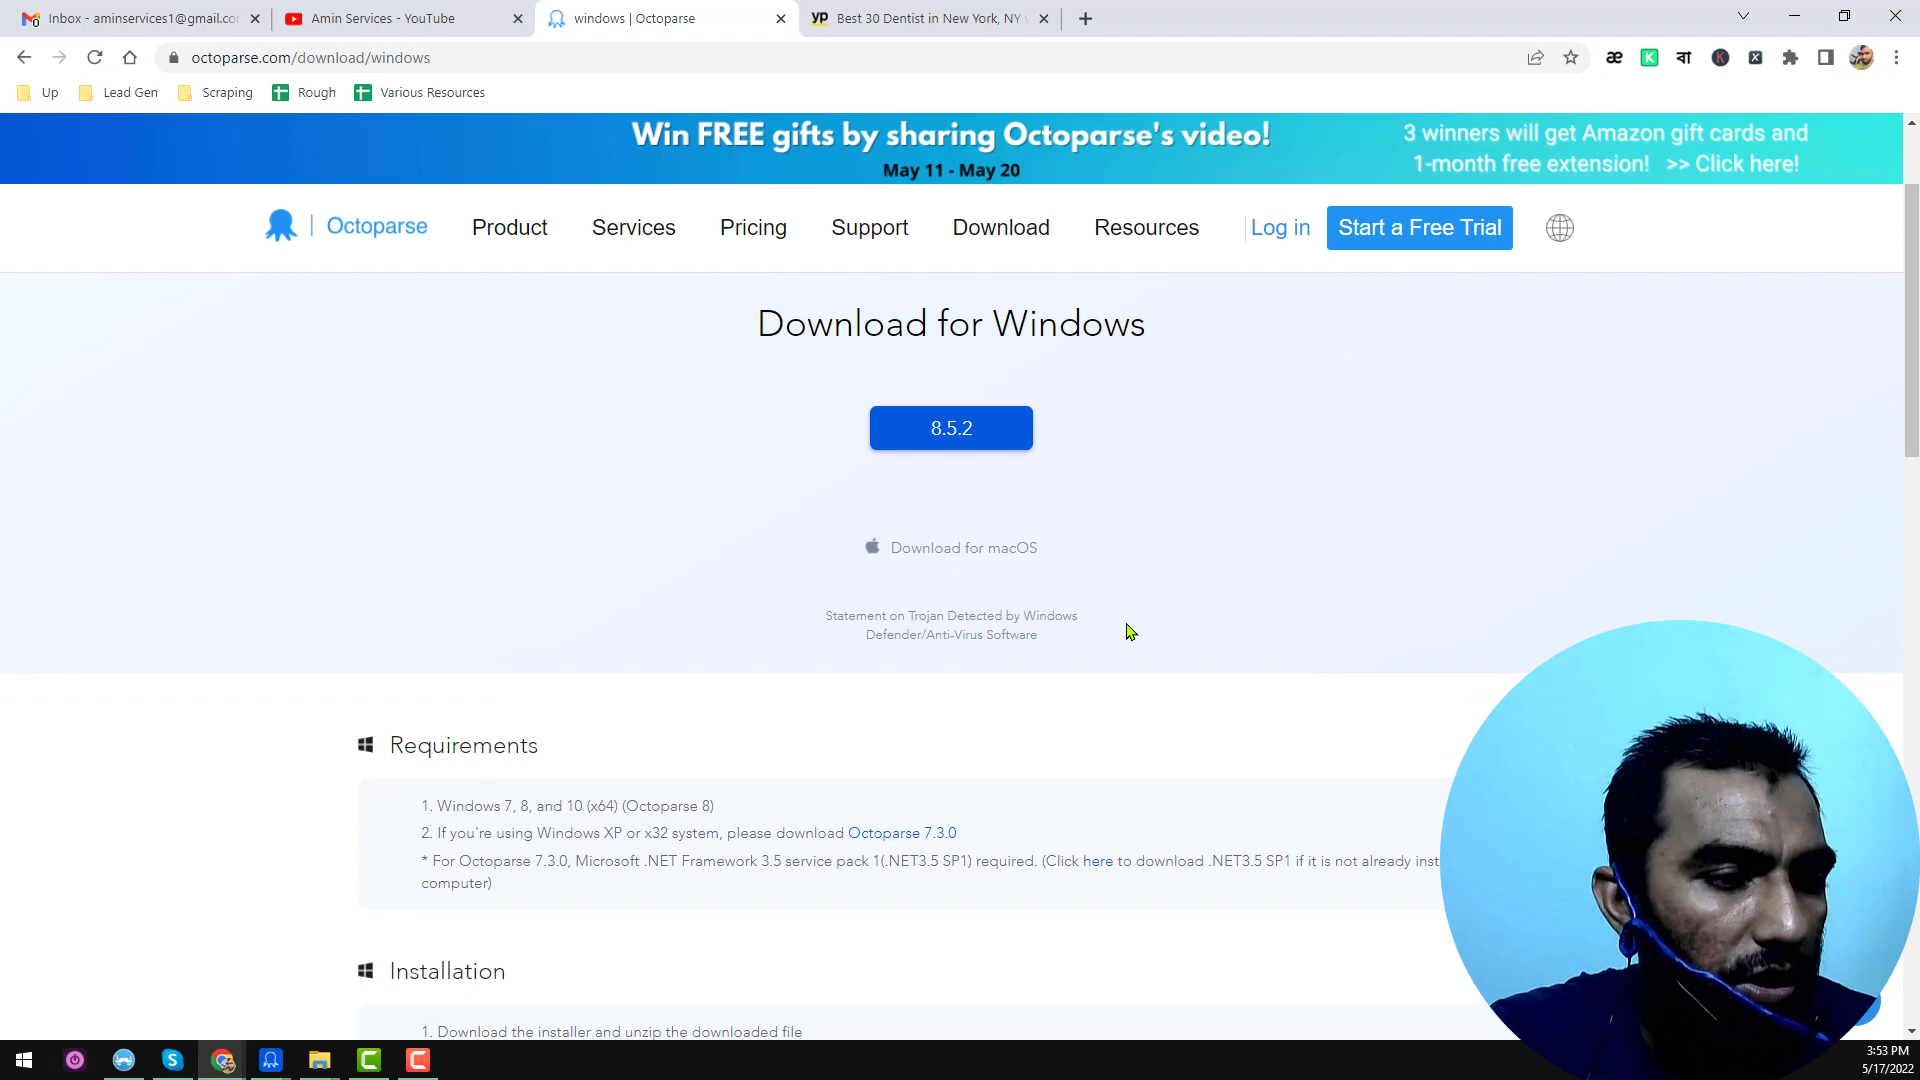 Inbox - aminservices1@gmail.co
Amin Services - YouTube
windows | Octoparse
Best 30 Dentist in New York, NY
octoparse.com/download/windows
Up
Lead Gen
Scraping
Rough
Various Resources
Win FREE gifts by sharing Octoparse's video!
May 11 - May 20
3 winners will get Amazon gift cards and
1-month free extension! >> Click here!
Octoparse
Product
Services
Pricing
Support
Download
Resources
Log in
Start a Free Trial
Download for Windows
8.5.2
Download for macOS
Statement on Trojan Detected by Windows
Defender/Anti-Virus Software
Requirements
1. Windows 7, 8, and 10 (x64) (Octoparse 8)
2. If you're using Windows XP or x32 system, please download Octoparse 7.3.0
* For Octoparse 7.3.0, Microsoft .NET Framework 3.5 service pack 1(.NET3.5 SP1) required. (Click here to download .NET3.5 SP1 if it is not already inst
computer)
Installation
1. Download the installer and unzip the downloaded file
3:53 PM
5/17/2022